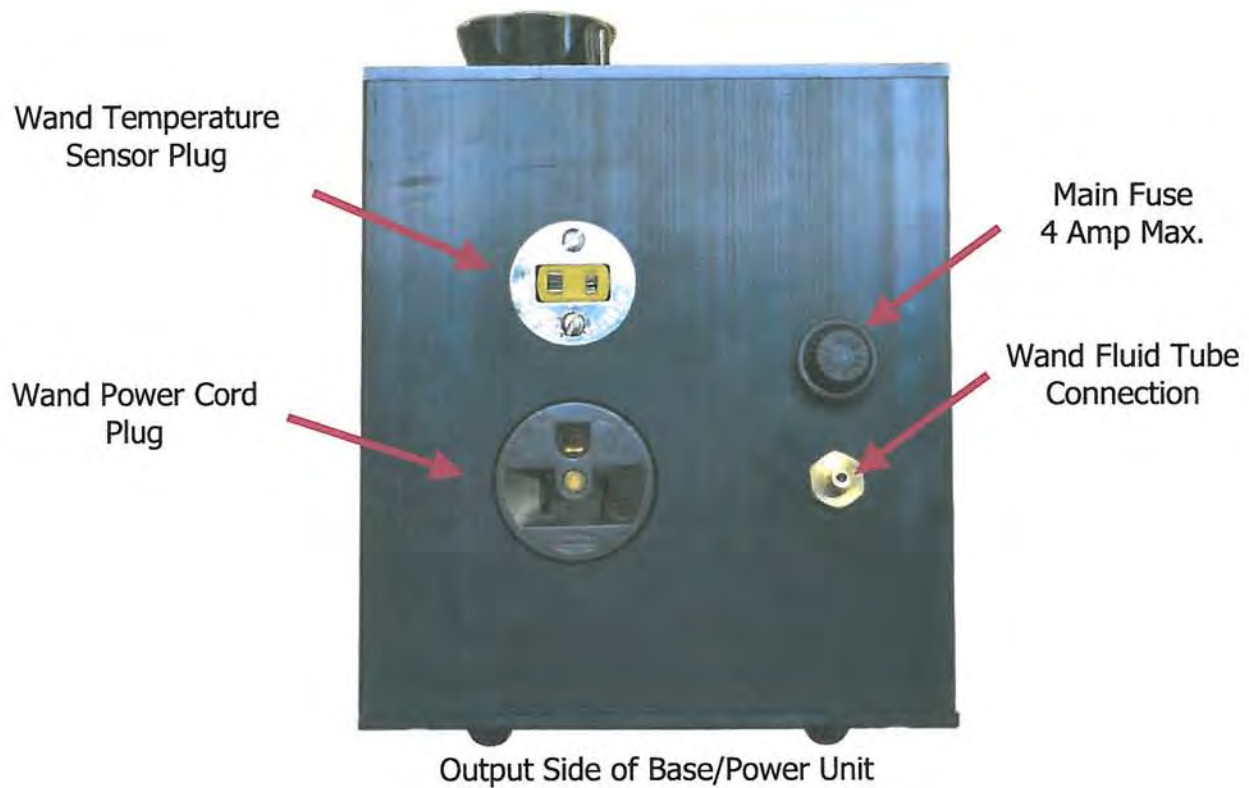 Wand Temperature
Sensor Plug
Main Fuse
4 Amp Max.
Wand Fluid Tube
Connection
Wand Power Cord
Plug
Output Side of Base/Power Unit